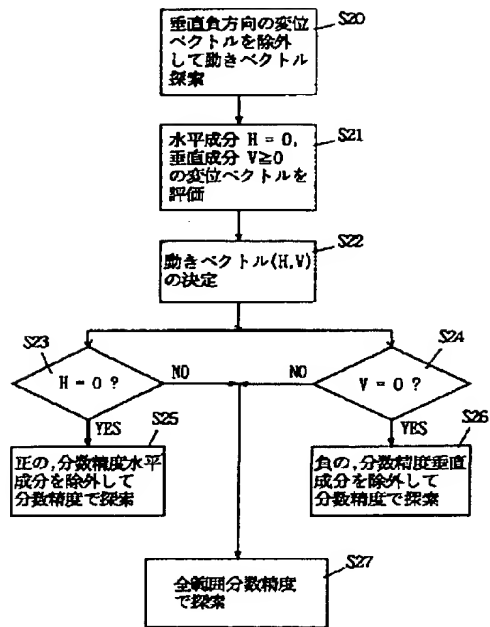 S20
垂直負方向の変位
ベクトルを除外
して動きベクトル
探索
S21
水平成分 H = 0,
垂直成分 V≧0
の変位ベクトルを
評価
S22
動きベクトル(H,V)
の決定
S23
H = 0 ?
NO
YES
S24
V = 0 ?
NO
YES
S25
正の,分数精度水平
成分を除外して
分数精度で探索
S26
負の,分数精度垂直
成分を除外して
分数精度で探索
S27
全範囲分数精度
で探索